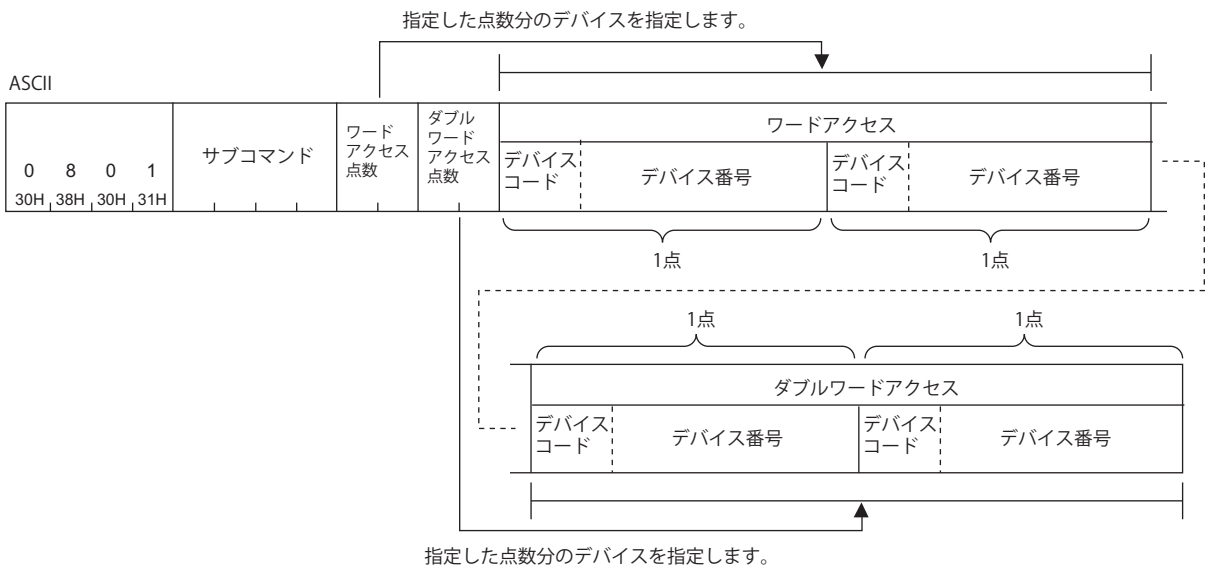 指定した点数分のデバイスを指定します。
ASCII
0 8 0 1
30H 38H 30H 31H
サブコマンド
ワード
アクセス
点数
ダブル
ワード
アクセス
点数
ワードアクセス
デバイス
コード
デバイス番号
デバイス
コード
デバイス番号
1点
1点
1点
1点
ダブルワードアクセス
デバイス
コード
デバイス番号
デバイス
コード
デバイス番号
指定した点数分のデバイスを指定します。